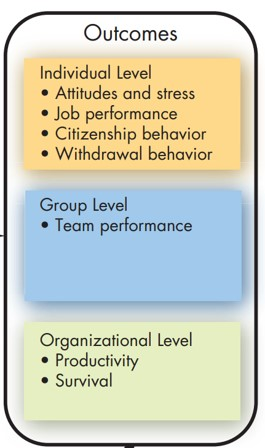 Outcomes
Individual Level
• Attitudes and stress
• Job performance
• Citizenship behavior
• Withdrawal behavior
Group Level
• Team performance
Organizational Level
• Productivity
• Survival